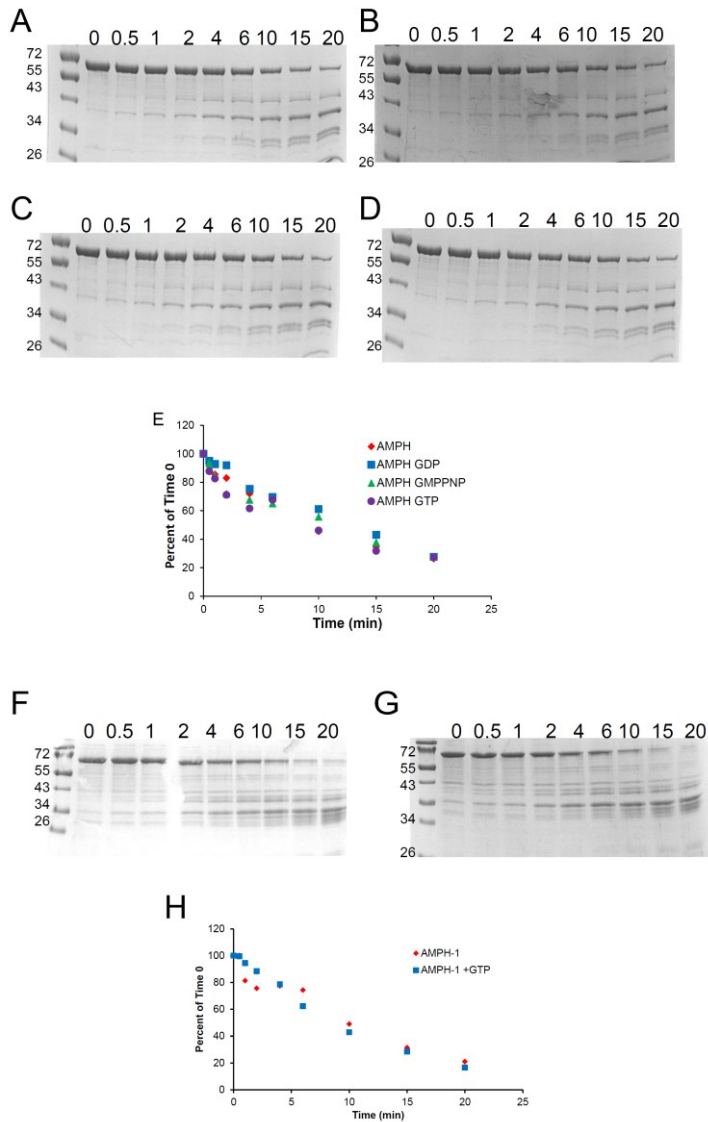 A
0 0.5 1 2 4 6 10 15 20
72
55
43
34
26
B
0 0.5 1 2 4 6 10 15 20
72
55
43
34
26
C
0 0.5 1 2 4 6 10 15 20
72
55
43
34
26
D
0 0.5 1 2 4 6 10 15 20
72
55
43
34
26
E
120
100
80
60
40
20
0
Percent of Time 0
0 5 10 15 20 25
Time (min)
AMPH
AMPH GDP
AMPH GMPPNP
AMPH GTP
F
0 0.5 1 2 4 6 10 15 20
72
55
43
34
26
G
0 0.5 1 2 4 6 10 15 20
72
55
43
34
26
H
120
100
80
60
40
20
0
Percent of Time 0
0 5 10 15 20 25
Time (min)
AMPH-1
AMPH-1 +GTP